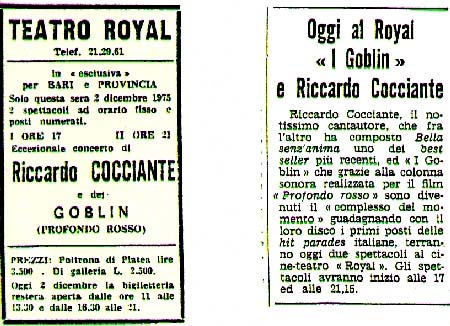 TEATRO ROYAL
Telef. 21.29.61
In « esclusiva »
per BARI e PROVINCIA
Solo questa sera 2 dicembre 1975
2 spettacoli ad orario fisso e
posti numerati.
I ORE 17 II ORE 21
Eccezionale concerto di
Riccardo COCCIANTE
e dei
GOBLIN
(PROFONDO ROSSO)
PREZZI: Poltrona di Platea lire
3.500 . Di galleria L. 2.500.
Oggi 2 dicembre la biglietteria
resterà aperta dalle ore 11 alle
13.30 e dalle 16.30 alle 21.
Oggi al Royal
« I Goblin »
e Riccardo Cocciante
Riccardo Cocciante, il no-
tissimo cantautore, che fra
l'altro ha composto Bella
senz'anima uno dei best
seller più recenti, ed « I Go-
blin » che grazie alla colonna
sonora realizzata per il film
« Profondo rosso » sono dive-
nuti il « complesso del mo-
mento » guadagnando con il
loro disco i primi posti delle
hit parades italiane, terran-
no oggi due spettacoli al ci-
ne-teatro « Royal ». Gli spet-
tacoli avranno inizio alle 17
ed alle 21,15.